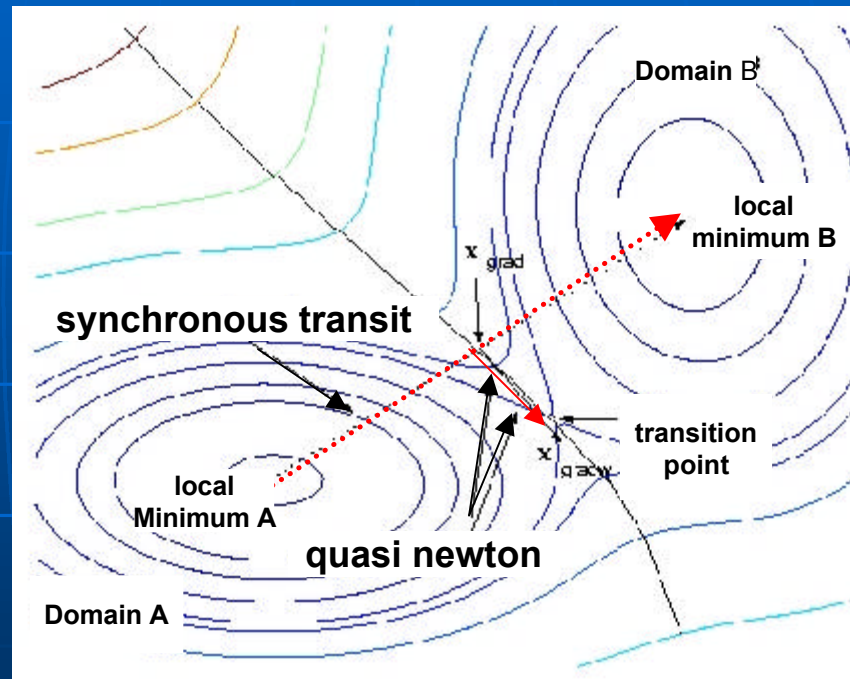 Domain B
local
minimum B
x grad
synchronous transit
transition
point
x
local
Minimum A
quasi newton
Domain A